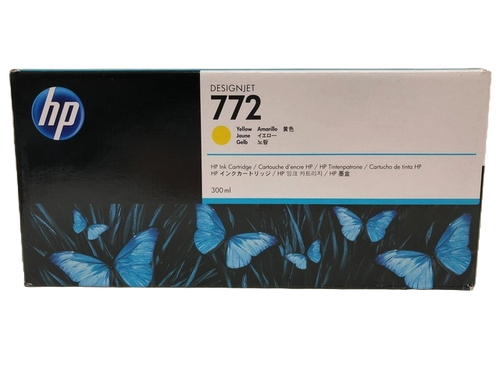 hp
DESIGNJET
772
Yellow Amarillo 黄色
Jaune イエロー
Gelb 노랑
HP Ink Cartridge / Cartouche d'encre HP / HP Tintenpatrone / Cartucho de tinta HP
HP インクカートリッジ / HP 잉크 카트리지 / HP 墨盒
300 ml